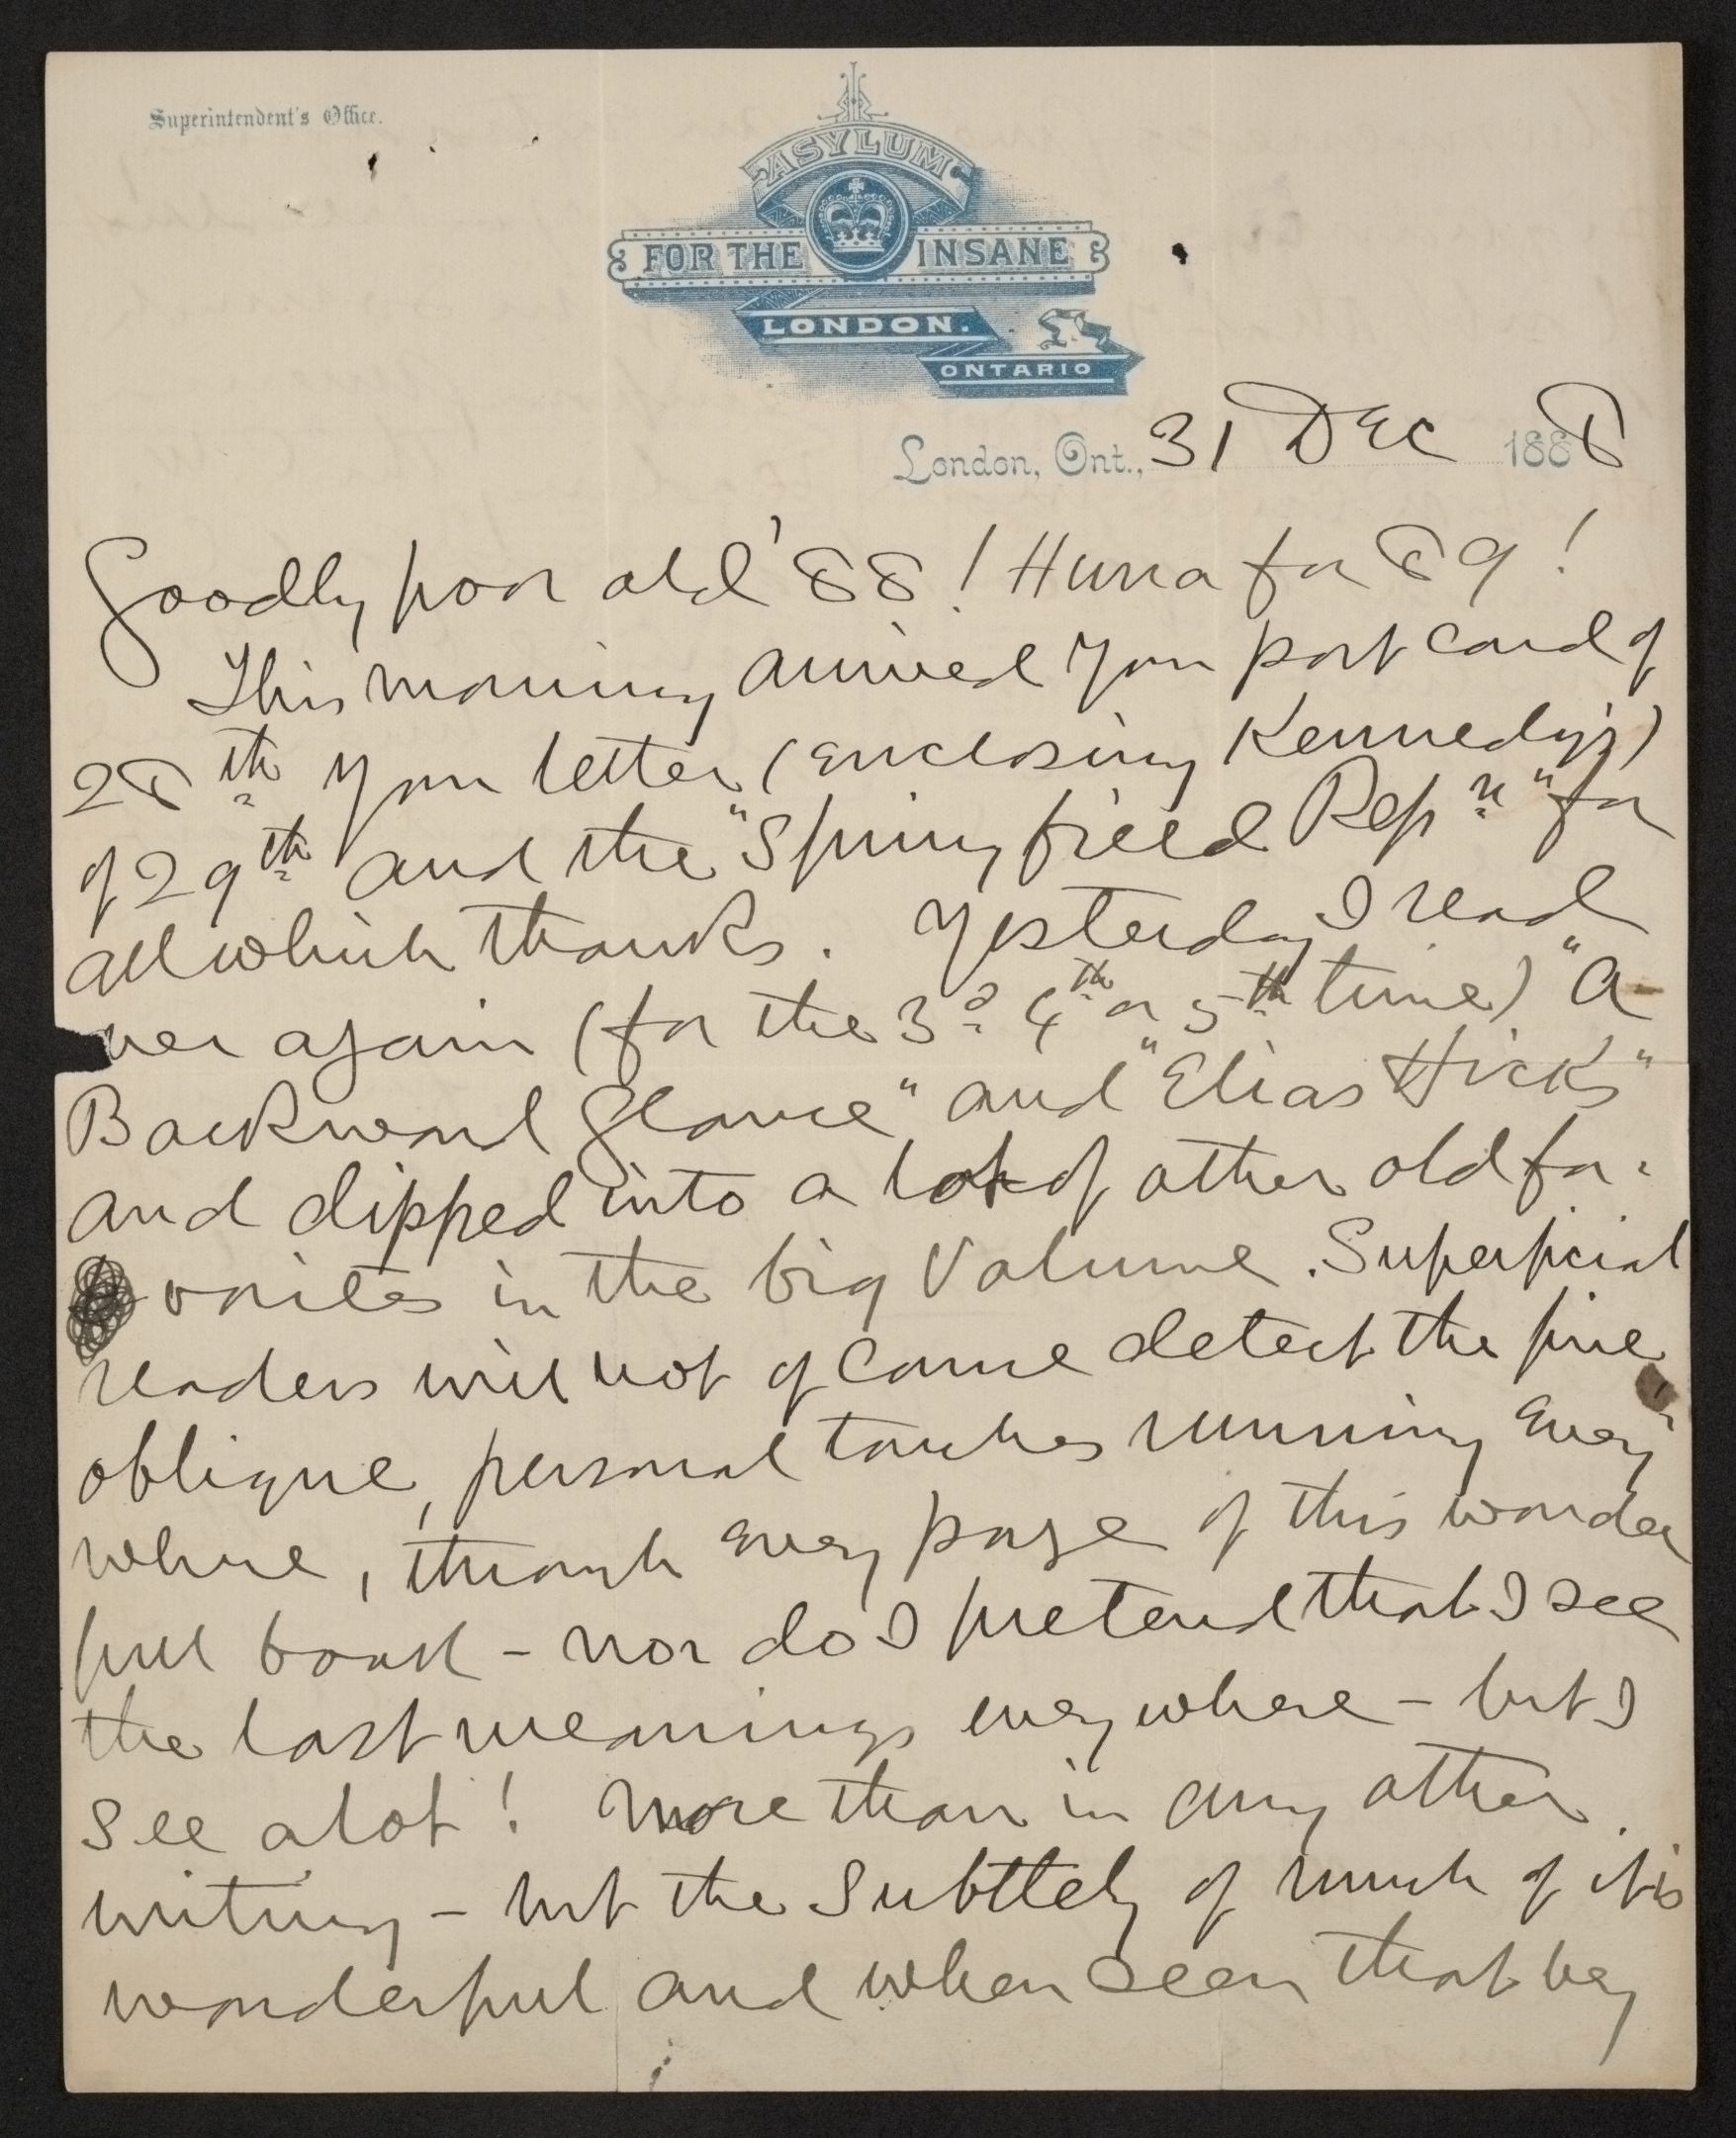 Superintendent's Office.
ASYLUM
FOR THE INSANE
LONDON.
ONTARIO
London, Ont., 31 Dec 1888
Goodby poor old '88! Hurra for 89!
This morning arrived your post card of
28th your letter (enclosing Kennedy's)
of 29th and the "Springfield Repn" for
all which thanks. Yesterday I read
over again (for the 3d 4th or 5th time) "A
Backward Glance" and "Elias Hicks"
and dipped into a lot of other old fa-
vorites in the big Volume. Superficial
readers will not of course detect the fine
oblique, personal touches running every
where, through every page of this wonder
full book – nor do I pretend that I see
the last meanings everywhere – but I
see a lot! More than in any other
writing – but the subttely of much of it is
wonderful and when seen that very